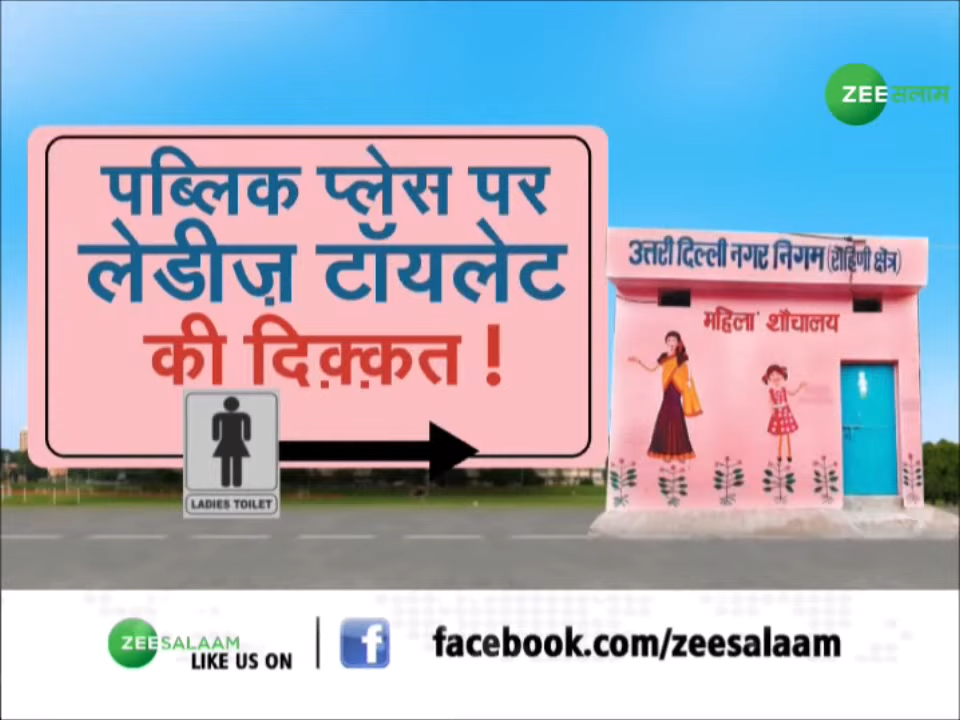 ZEE सलाम
पब्लिक प्लेस पर
लेडीज़ टॉयलेट
की दिक़्क़त !
LADIES TOILET
उत्तरी दिल्ली नगर निगम (रोहिणी क्षेत्र)
महिला शौचालय
ZEESALAAM
LIKE US ON
f
facebook.com/zeesalaam